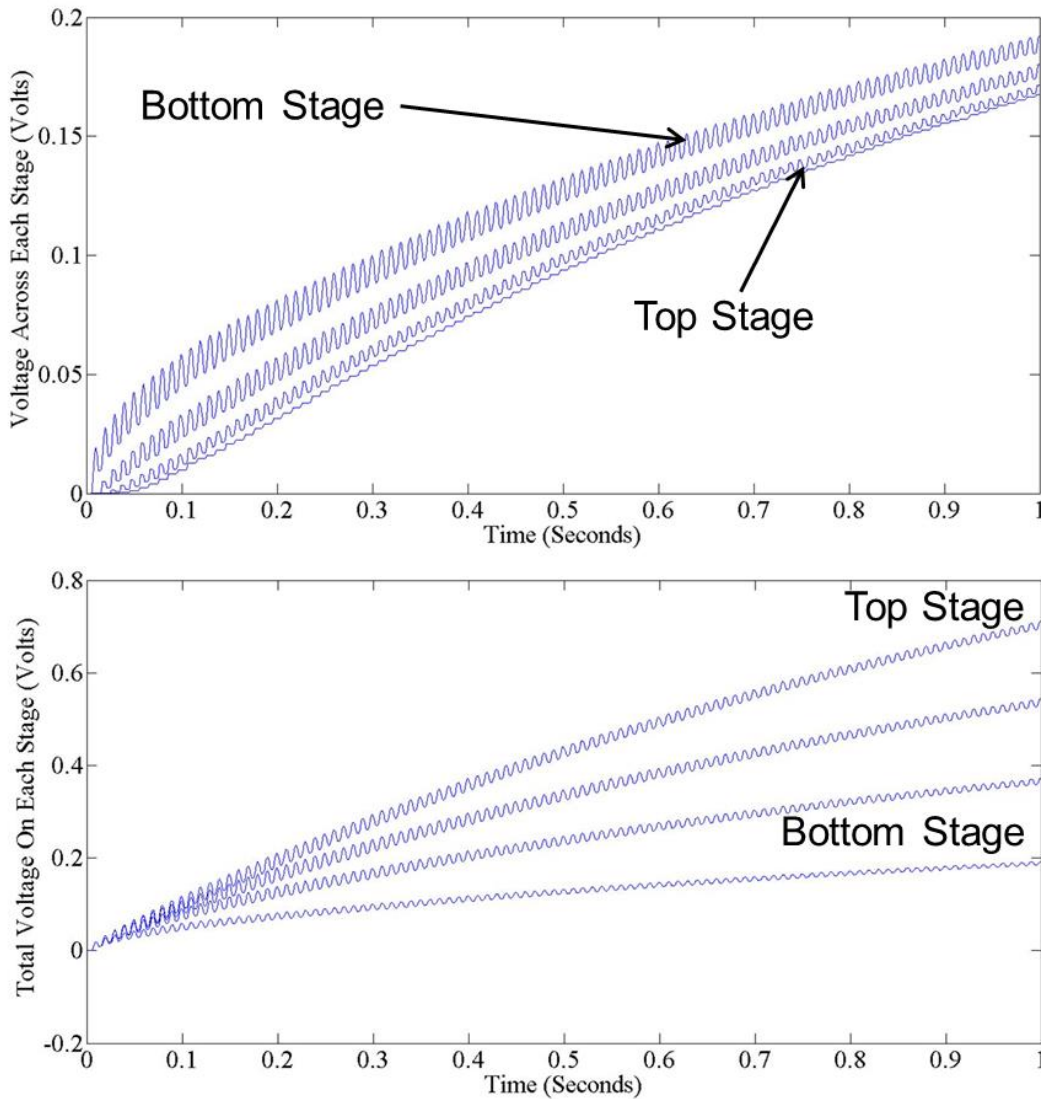 0.2
Bottom Stage
0.15
0.1
Top Stage
0.05
0
0 0.1 0.2 0.3 0.4 0.5 0.6 0.7 0.8 0.9 1
Voltage Across Each Stage (Volts)
Time (Seconds)
0.8
Top Stage
0.6
0.4
Bottom Stage
0.2
0
-0.2
0 0.1 0.2 0.3 0.4 0.5 0.6 0.7 0.8 0.9 1
Total Voltage On Each Stage (Volts)
Time (Seconds)